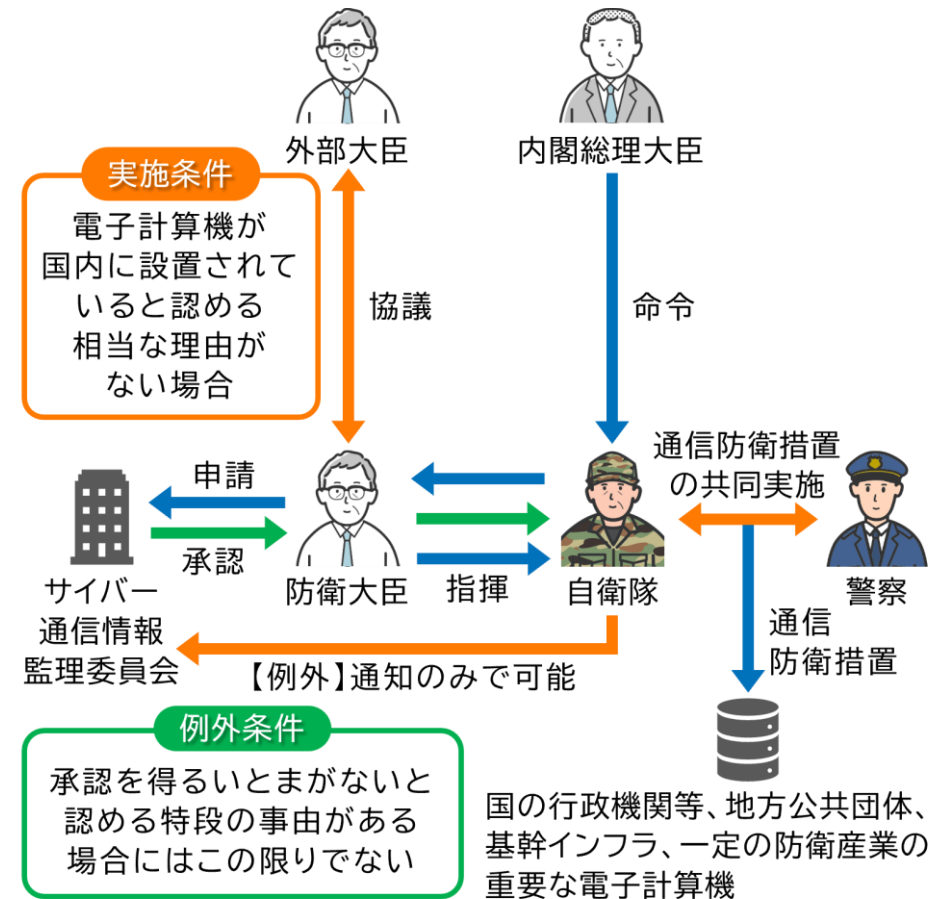 外部大臣
内閣総理大臣
実施条件
電子計算機が
国内に設置されて
いると認める
相当な理由が
ない場合
協議
命令
申請
承認
サイバー
通信情報
監理委員会
防衛大臣
指揮
自衛隊
通信防衛措置
の共同実施
警察
通信
防衛措置
【例外】通知のみで可能
例外条件
承認を得るいとまがないと
認める特段の事由がある
場合にはこの限りでない
国の行政機関等、地方公共団体、
基幹インフラ、一定の防衛産業の
重要な電子計算機